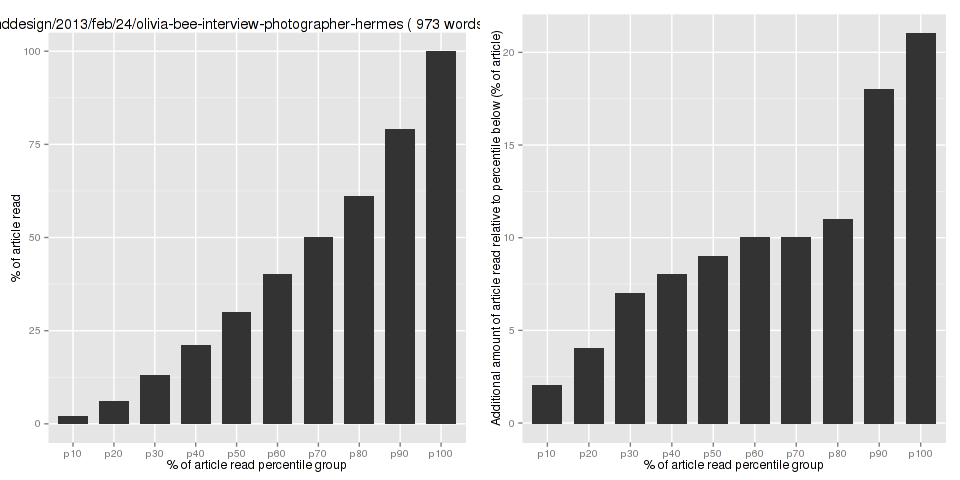 nddesign/2013/feb/24/olivia-bee-interview-photographer-hermes ( 973 words
% of article read
100
75
50
25
0
p10 p20 p30 p40 p50 p60 p70 p80 p90 p100
% of article read percentile group
Additional amount of article read relative to percentile below (% of article)
20
15
10
5
0
p10 p20 p30 p40 p50 p60 p70 p80 p90 p100
% of article read percentile group